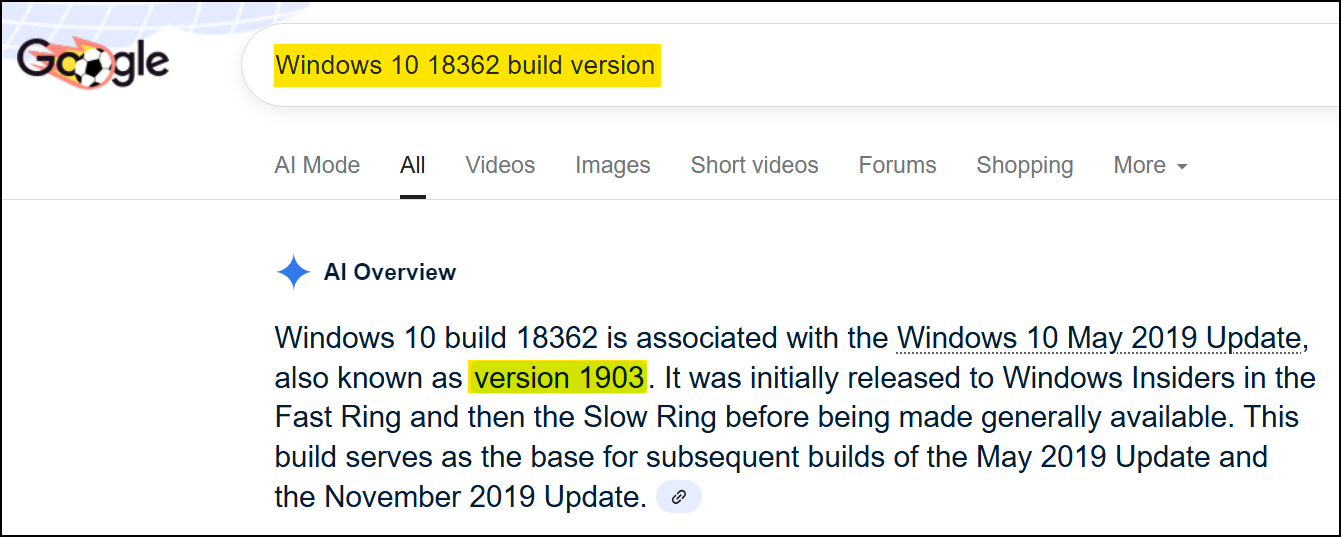 Google
Windows 10 18362 build version
AI Mode All Videos Images Short videos Forums Shopping More
AI Overview
Windows 10 build 18362 is associated with the Windows 10 May 2019 Update,
also known as version 1903. It was initially released to Windows Insiders in the
Fast Ring and then the Slow Ring before being made generally available. This
build serves as the base for subsequent builds of the May 2019 Update and
the November 2019 Update.